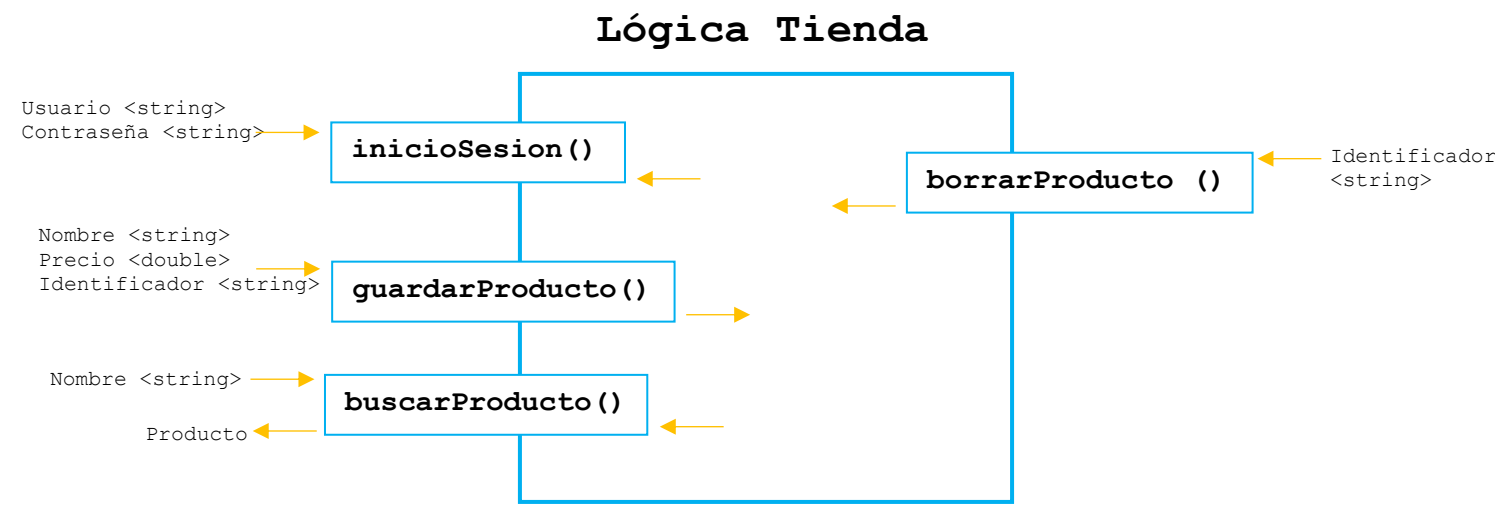 Lógica Tienda
Usuario <string>
Contraseña <string>
inicioSesion()
Nombre <string>
Precio <double>
Identificador <string>
guardarProducto()
Nombre <string>
buscarProducto()
Producto
borrarProducto ()
Identificador
<string>